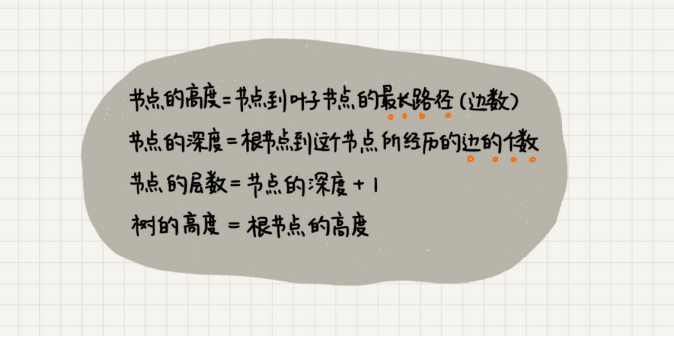 节点的高度=节点到叶子节点的最长路径(边数)
节点的深度=根节点到这个节点所经历的边的个数
节点的层数=节点的深度+1
树的高度=根节点的高度